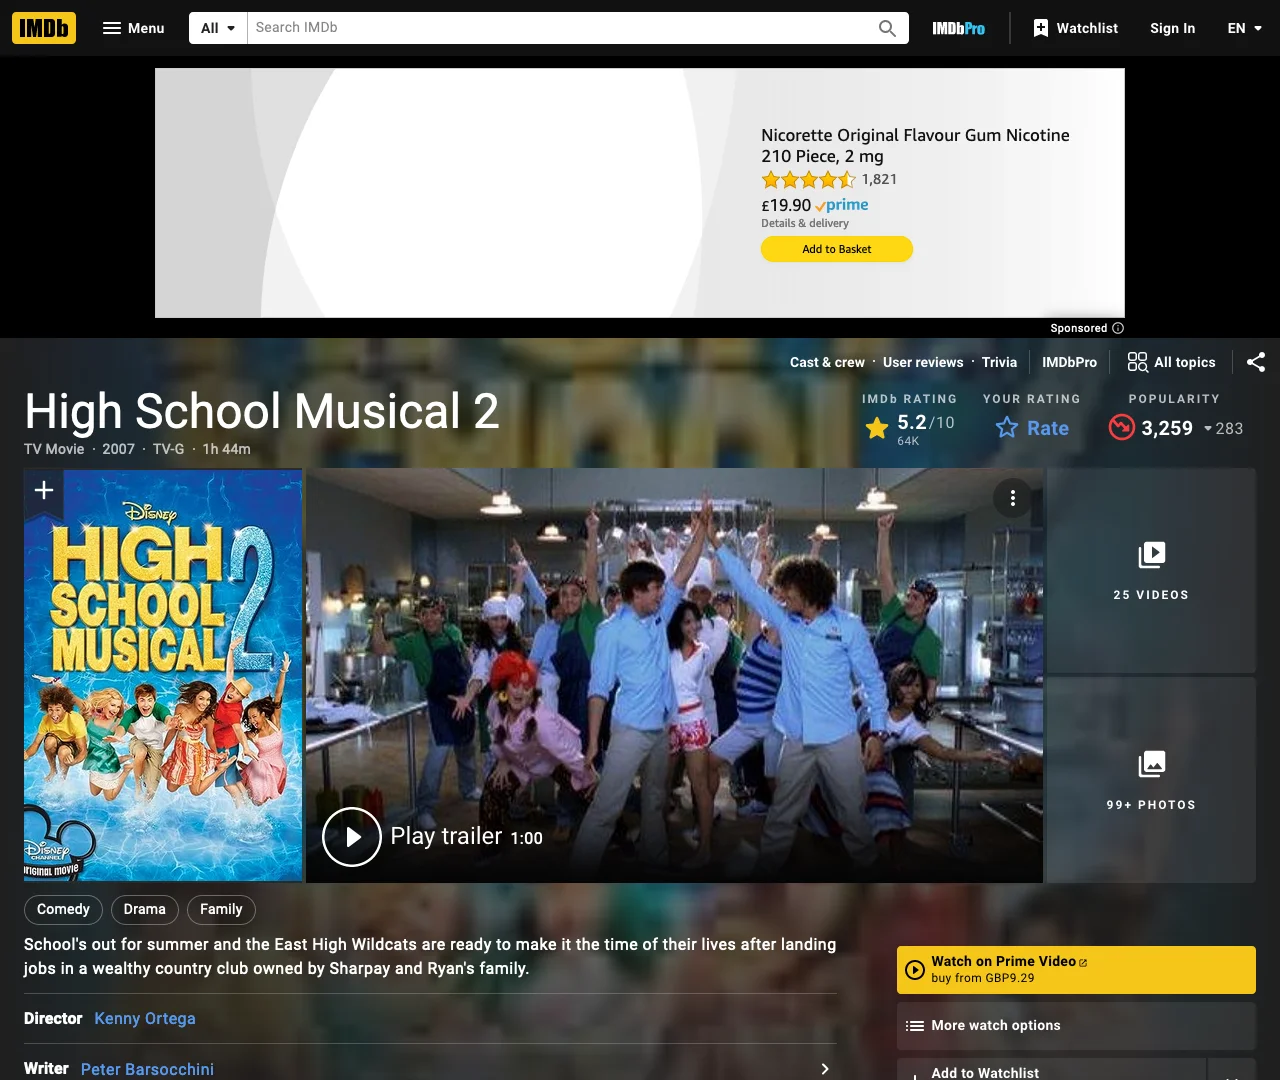 IMDb
Menu
All
Search IMDb
IMDbPro
Watchlist
Sign In
EN
Nicorette Original Flavour Gum Nicotine
210 Piece, 2 mg
1,821
£19.90 prime
Details & delivery
Add to Basket
Sponsored
Cast & crew · User reviews · Trivia
IMDbPro
All topics
High School Musical 2
TV Movie · 2007 · TV-G · 1h 44m
IMDb RATING
5.2/10
64K
YOUR RATING
Rate
POPULARITY
3,259
283
Disney
HIGH
SCHOOL
MUSICAL
2
Disney
CHANNEL
ORIGINAL MOVIE
Play trailer 1:00
25 VIDEOS
99+ PHOTOS
Comedy
Drama
Family
School's out for summer and the East High Wildcats are ready to make it the time of their lives after landing
jobs in a wealthy country club owned by Sharpay and Ryan's family.
Director Kenny Ortega
Writer Peter Barsocchini
Watch on Prime Video
buy from GBP9.29
More watch options
Add to Watchlist